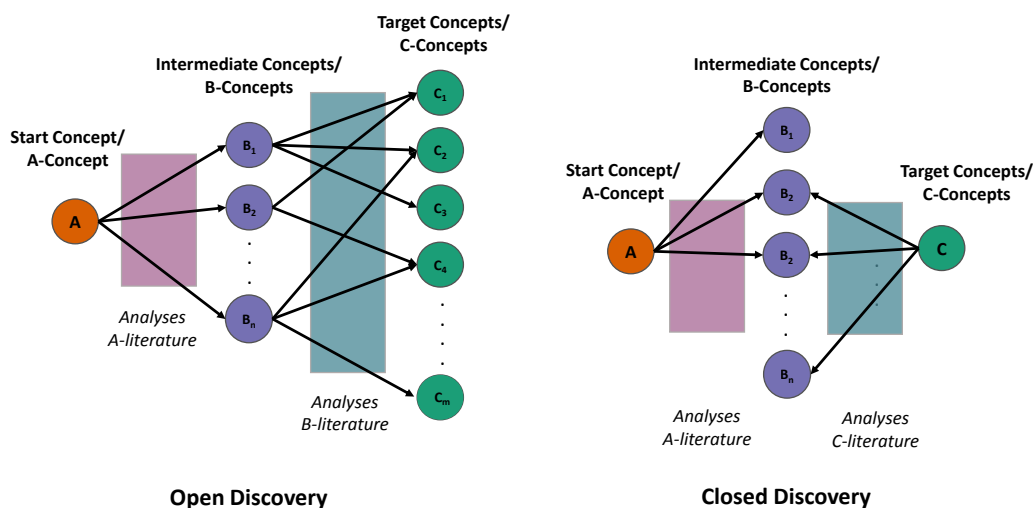 Start Concept/
A-Concept
Intermediate Concepts/
B-Concepts
Target Concepts/
C-Concepts
A
B1
B2
Bn
C1
C2
C3
C4
Cm
Analyses
A-literature
Analyses
B-literature
Open Discovery
Start Concept/
A-Concept
Intermediate Concepts/
B-Concepts
Target Concepts/
C-Concepts
A
B1
B2
B2
Bn
C
Analyses
A-literature
Analyses
C-literature
Closed Discovery